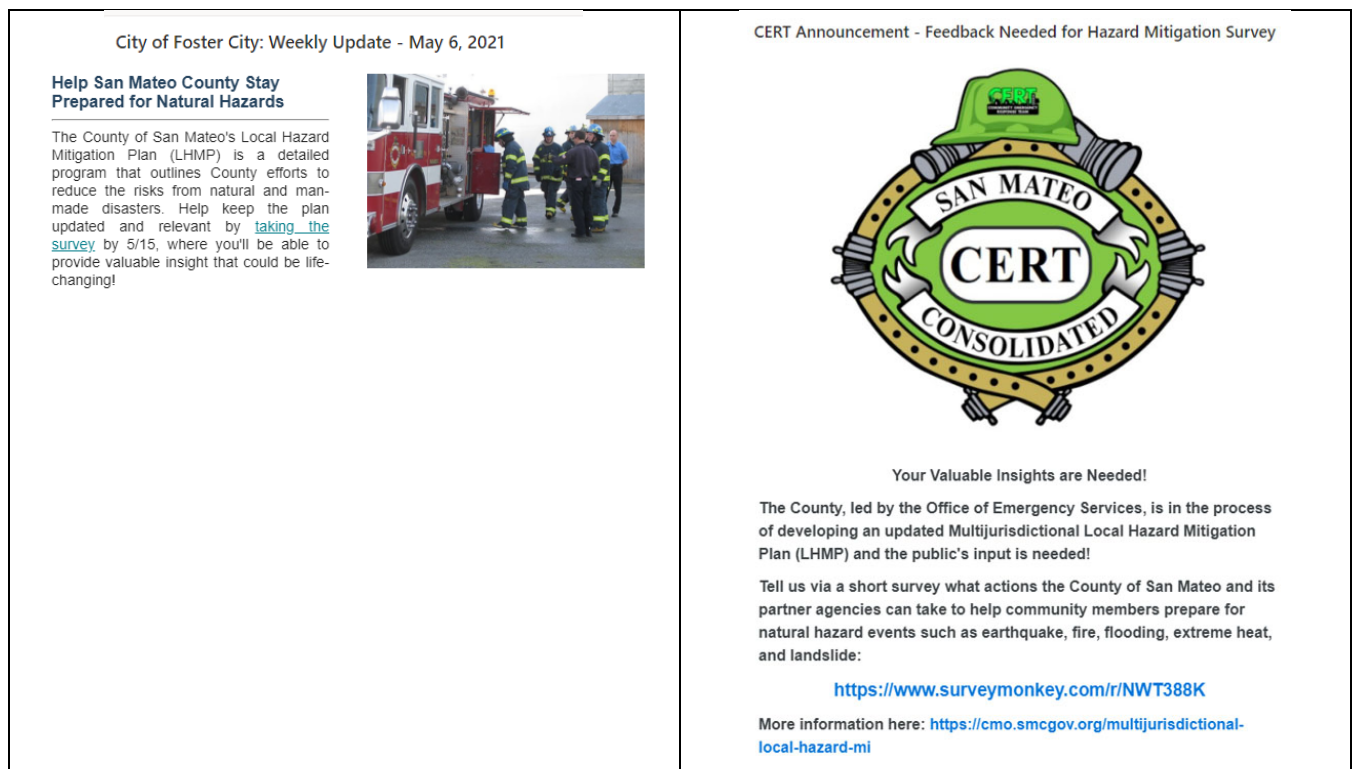 City of Foster City: Weekly Update - May 6, 2021
Help San Mateo County Stay
Prepared for Natural Hazards
The County of San Mateo's Local Hazard
Mitigation Plan (LHMP) is a detailed
program that outlines County efforts to
reduce the risks from natural and man-
made disasters. Help keep the plan
updated and relevant by taking the
survey by 5/15, where you'll be able to
provide valuable insight that could be life-
changing!
CERT Announcement - Feedback Needed for Hazard Mitigation Survey
CERT
COMMUNITY EMERGENCY
RESPONSE TEAM
SAN MATEO
CERT
CONSOLIDATED
Your Valuable Insights are Needed!
The County, led by the Office of Emergency Services, is in the process
of developing an updated Multijurisdictional Local Hazard Mitigation
Plan (LHMP) and the public's input is needed!
Tell us via a short survey what actions the County of San Mateo and its
partner agencies can take to help community members prepare for
natural hazard events such as earthquake, fire, flooding, extreme heat,
and landslide:
https://www.surveymonkey.com/r/NWT388K
More information here: https://cmo.smcgov.org/multijurisdictional-
local-hazard-mi